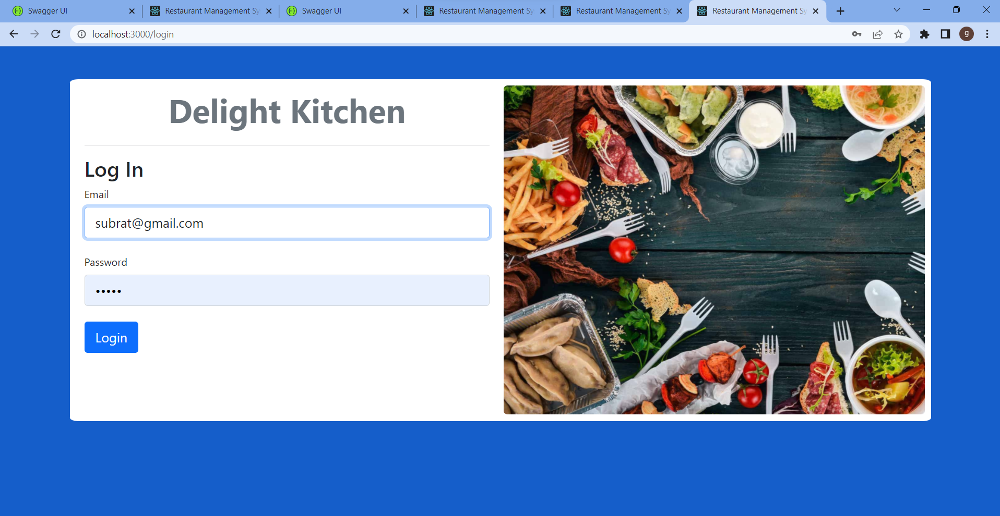 Swagger UI
Restaurant Management Sy
Swagger UI
Restaurant Management Sy
Restaurant Management Sy
Restaurant Management Sy
localhost:3000/login
g
Delight Kitchen
Log In
Email
subrat@gmail.com
Password
•••••
Login